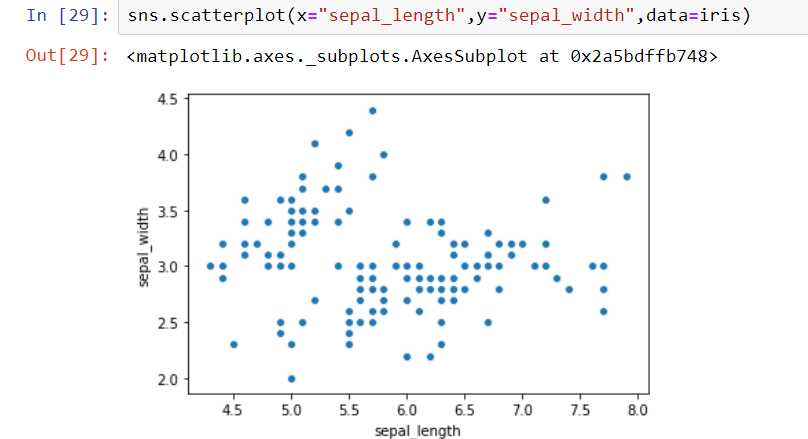 In [29]: sns.scatterplot(x="sepal_length",y="sepal_width",data=iris)
Out[29]: <matplotlib.axes._subplots.AxesSubplot at 0x2a5bdffb748>
4.5
4.0
3.5
3.0
2.5
2.0
sepal_width
4.5 5.0 5.5 6.0 6.5 7.0 7.5 8.0
sepal_length